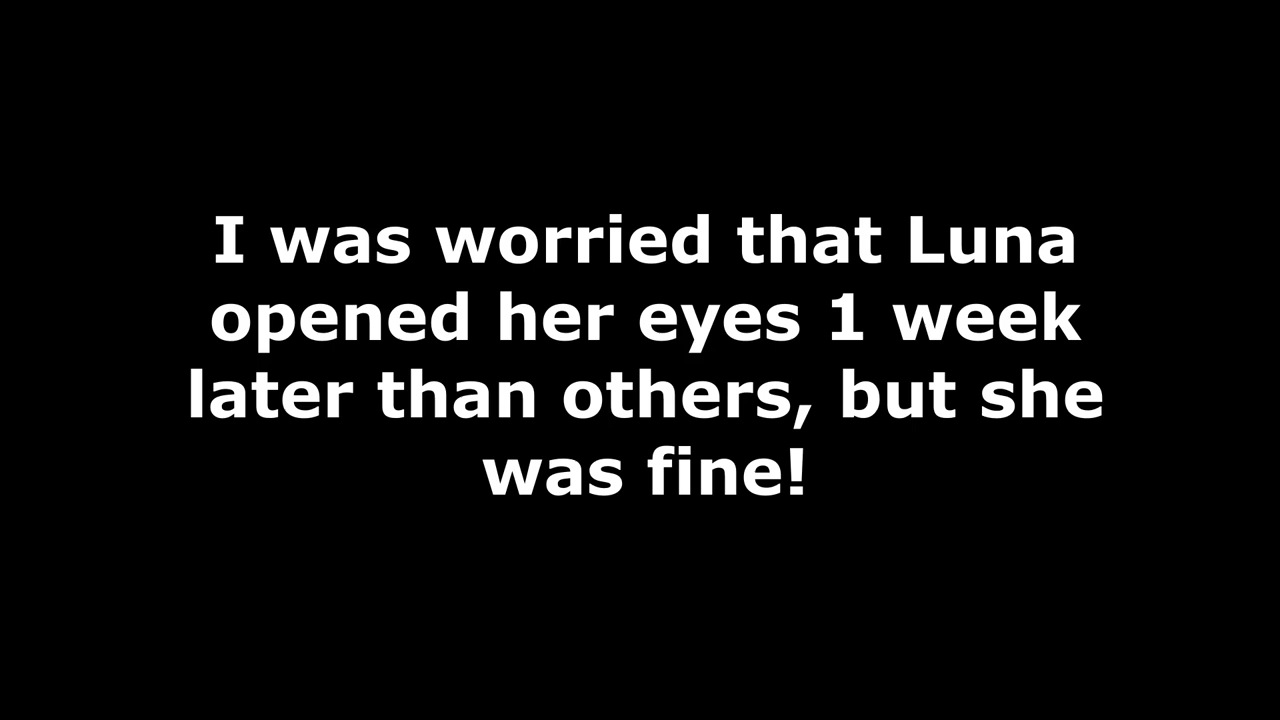 I was worried that Luna
opened her eyes 1 week
later than others, but she
was fine!